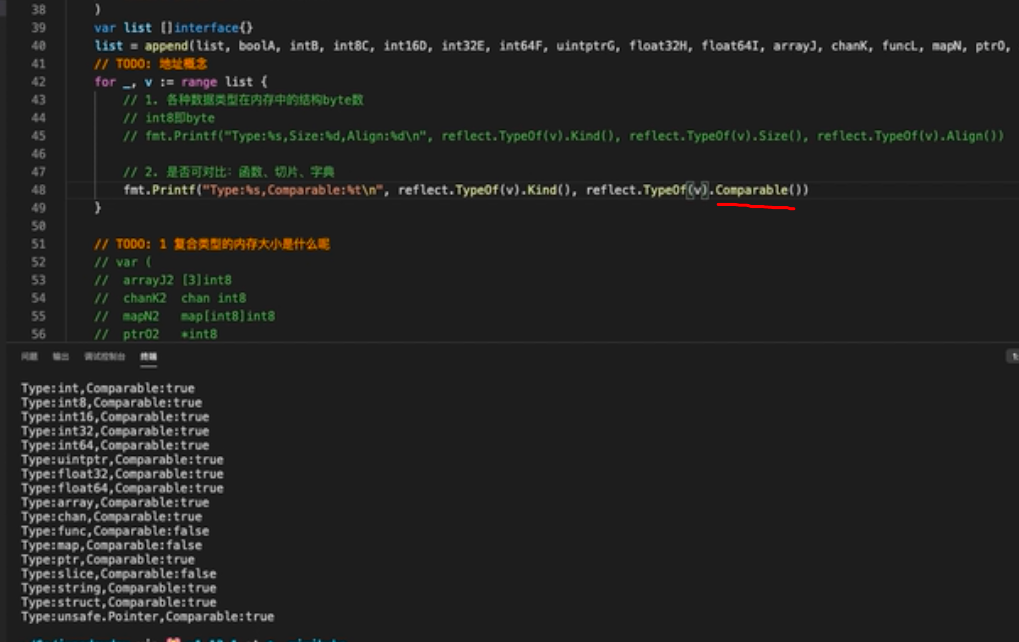 38 )
39 var list []interface{}
40 list = append(list, boolA, intB, int8C, int16D, int32E, int64F, uintptrG, float32H, float64I, arrayJ, chanK, funcL, mapN, ptrO,
41 // TODO: 地址概念
42 for _, v := range list {
43 // 1. 各种数据类型在内存中的结构byte数
44 // int8即byte
45 // fmt.Printf("Type:%s,Size:%d,Align:%d\n", reflect.TypeOf(v).Kind(), reflect.TypeOf(v).Size(), reflect.TypeOf(v).Align())
46
47 // 2. 是否可对比：函数、切片、字典
48 fmt.Printf("Type:%s,Comparable:%t\n", reflect.TypeOf(v).Kind(), reflect.TypeOf(v).Comparable())
49 }
50
51 // TODO: 1 复合类型的内存大小是什么呢
52 // var (
53 // arrayJ2 [3]int8
54 // chanK2 chan int8
55 // mapN2 map[int8]int8
56 // ptrO2 *int8
问题 输出 调试控制台 终端
Type:int,Comparable:true
Type:int8,Comparable:true
Type:int16,Comparable:true
Type:int32,Comparable:true
Type:int64,Comparable:true
Type:uintptr,Comparable:true
Type:float32,Comparable:true
Type:float64,Comparable:true
Type:array,Comparable:true
Type:chan,Comparable:true
Type:func,Comparable:false
Type:map,Comparable:false
Type:ptr,Comparable:true
Type:slice,Comparable:false
Type:string,Comparable:true
Type:struct,Comparable:true
Type:unsafe.Pointer,Comparable:true